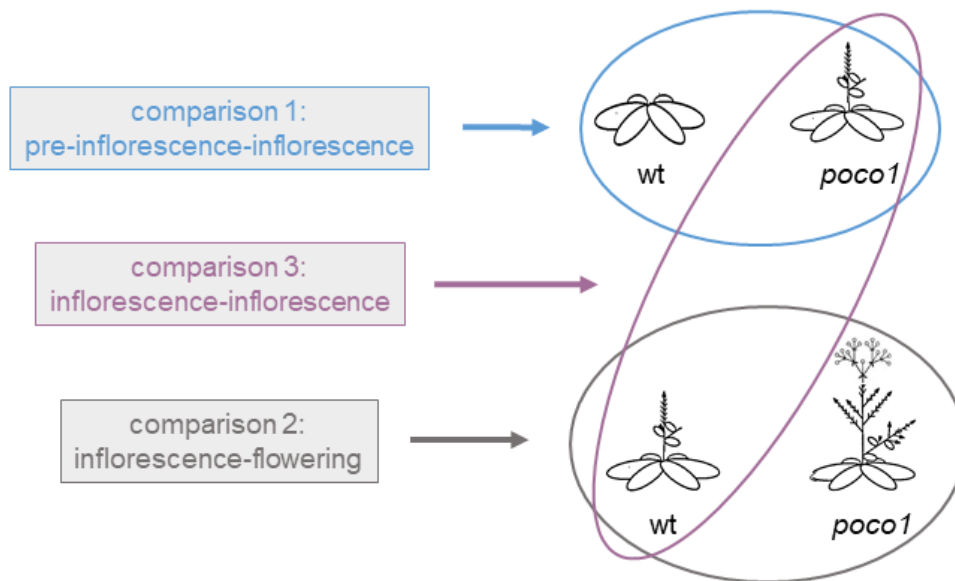 comparison 1:
pre-inflorescence-inflorescence
wt
poco1
comparison 3:
inflorescence-inflorescence
comparison 2:
inflorescence-flowering
wt
poco1